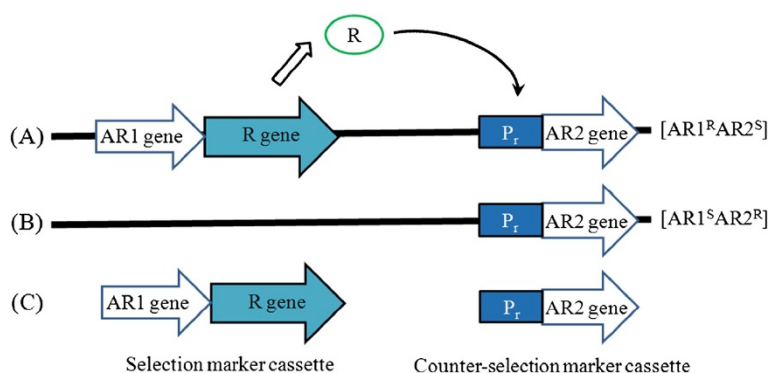 R
(A) AR1 gene R gene Pᵣ AR2 gene [AR1ᴿAR2ˢ]
(B) Pᵣ AR2 gene [AR1ˢAR2ᴿ]
(C) AR1 gene R gene Pᵣ AR2 gene
Selection marker cassette Counter-selection marker cassette